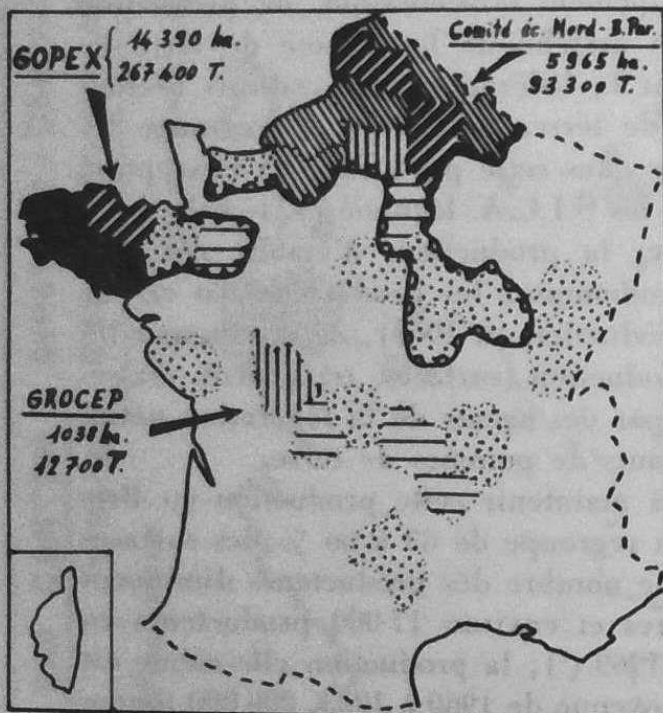 GOPEX { 14 390 ha.
267 400 T.
Comité éc. Nord-B.Par.
5 965 ha.
93 300 T.
GROCEP
1038 ha.
12 700 T.